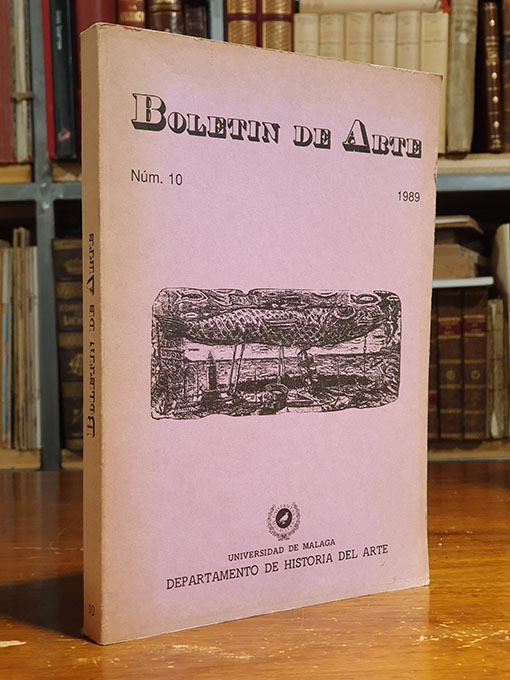 BOLETIN DE ARTE
Núm. 10
1989
UNIVERSIDAD DE MALAGA
DEPARTAMENTO DE HISTORIA DEL ARTE
BOLETIN DE ARTE
10